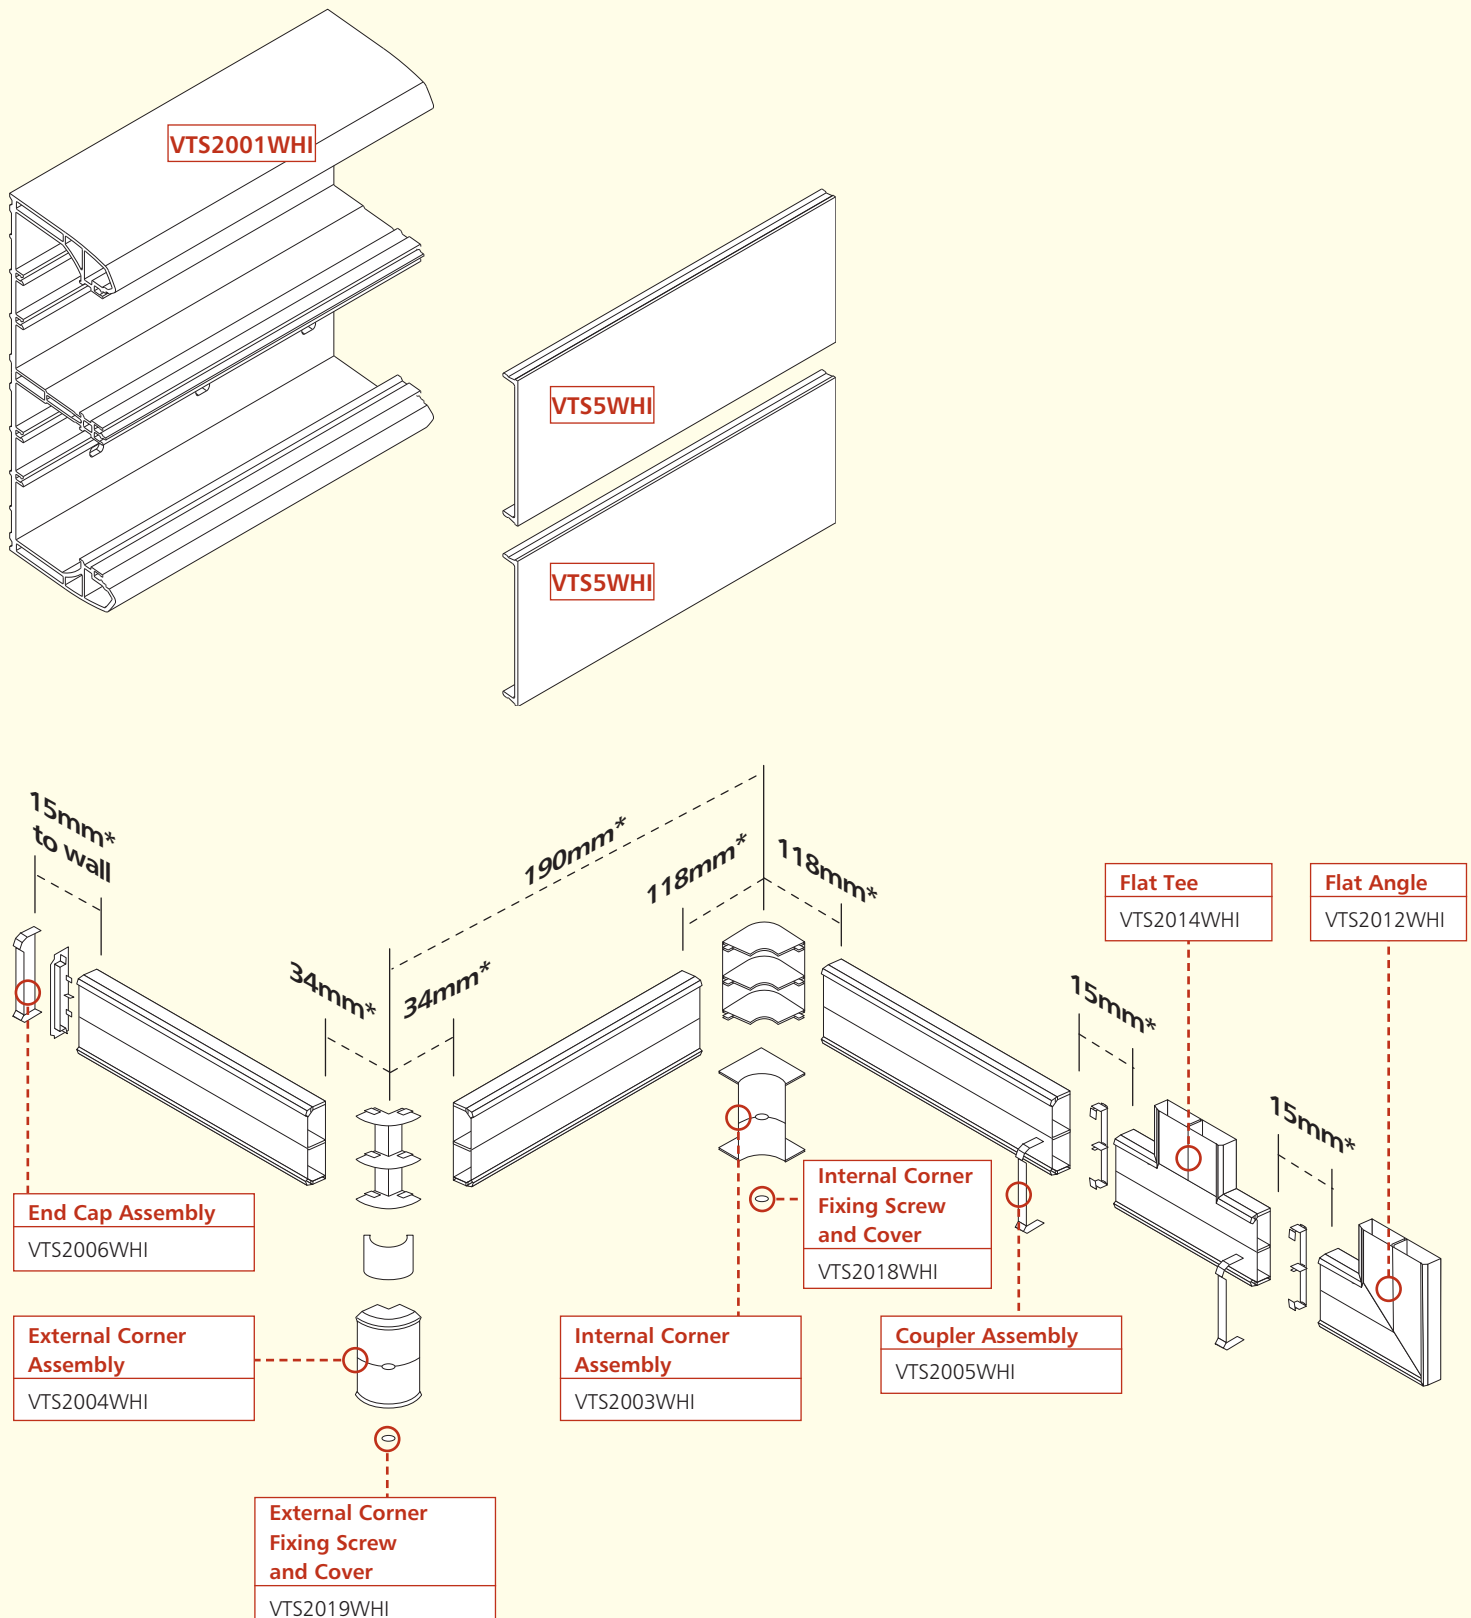 VTS2001WHI
VTS5WHI
VTS5WHI
15mm*
to wall
34mm*
34mm*
190mm*
118mm*
118mm*
15mm*
15mm*
Flat Tee
VTS2014WHI
Flat Angle
VTS2012WHI
End Cap Assembly
VTS2006WHI
External Corner
Assembly
VTS2004WHI
External Corner
Fixing Screw
and Cover
VTS2019WHI
Internal Corner
Assembly
VTS2003WHI
Internal Corner
Fixing Screw
and Cover
VTS2018WHI
Coupler Assembly
VTS2005WHI